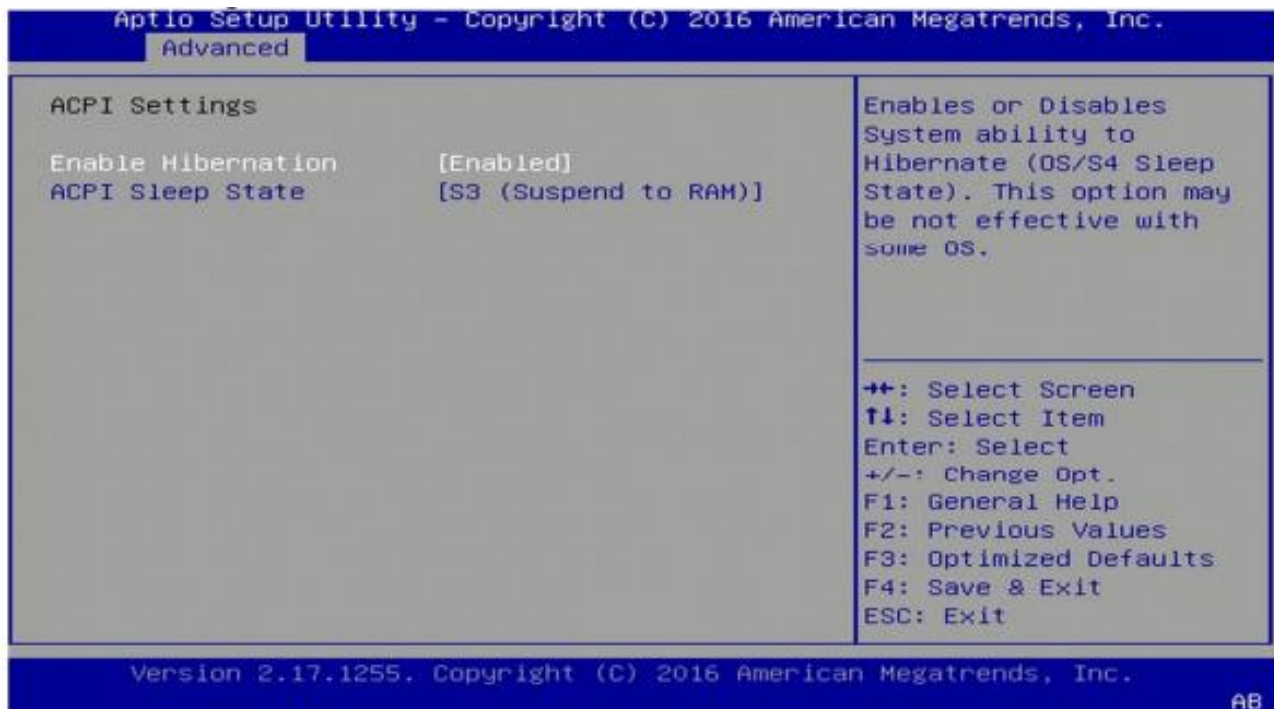 Aptio Setup Utility – Copyright (C) 2016 American Megatrends, Inc.
Advanced
ACPI Settings
Enable Hibernation [Enabled]
ACPI Sleep State [S3 (Suspend to RAM)]
Enables or Disables
System ability to
Hibernate (OS/S4 Sleep
State). This option may
be not effective with
some OS.
→←: Select Screen
↑↓: Select Item
Enter: Select
+/-: Change Opt.
F1: General Help
F2: Previous Values
F3: Optimized Defaults
F4: Save & Exit
ESC: Exit
Version 2.17.1255. Copyright (C) 2016 American Megatrends, Inc.
AB